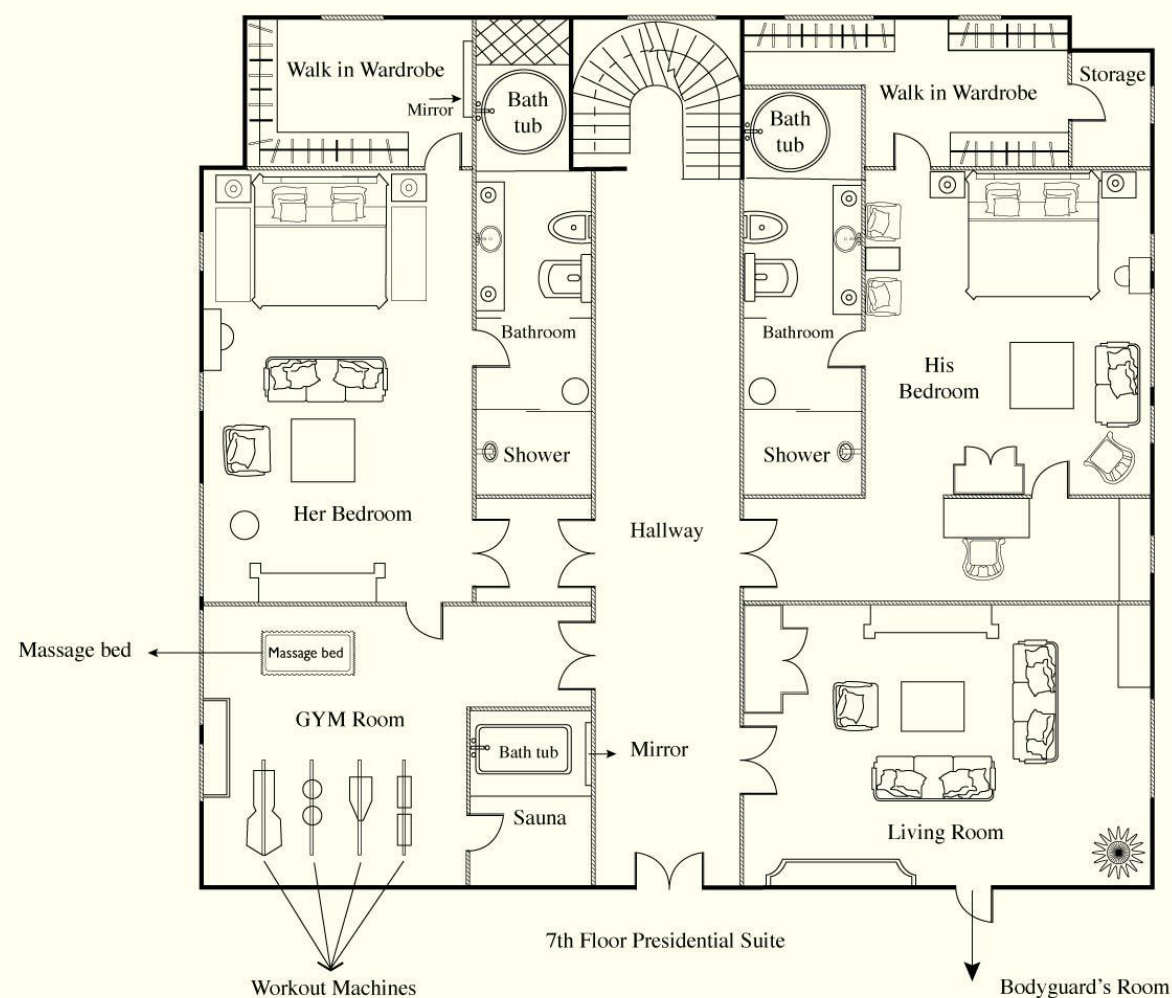 Walk in Wardrobe
Mirror
Bath
tub
Bath
tub
Walk in Wardrobe
Storage
Bathroom
Bathroom
His
Bedroom
Shower
Shower
Her Bedroom
Hallway
Massage bed
Massage bed
GYM Room
Bath tub
Mirror
Sauna
Living Room
7th Floor Presidential Suite
Workout Machines
Bodyguard's Room